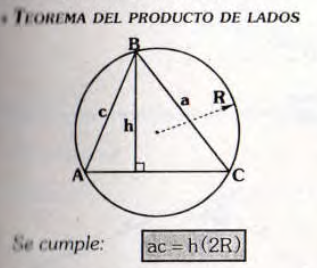 TEOREMA DEL PRODUCTO DE LADOS
B
R
a
c
h
A
C
Se cumple: ac = h(2R)